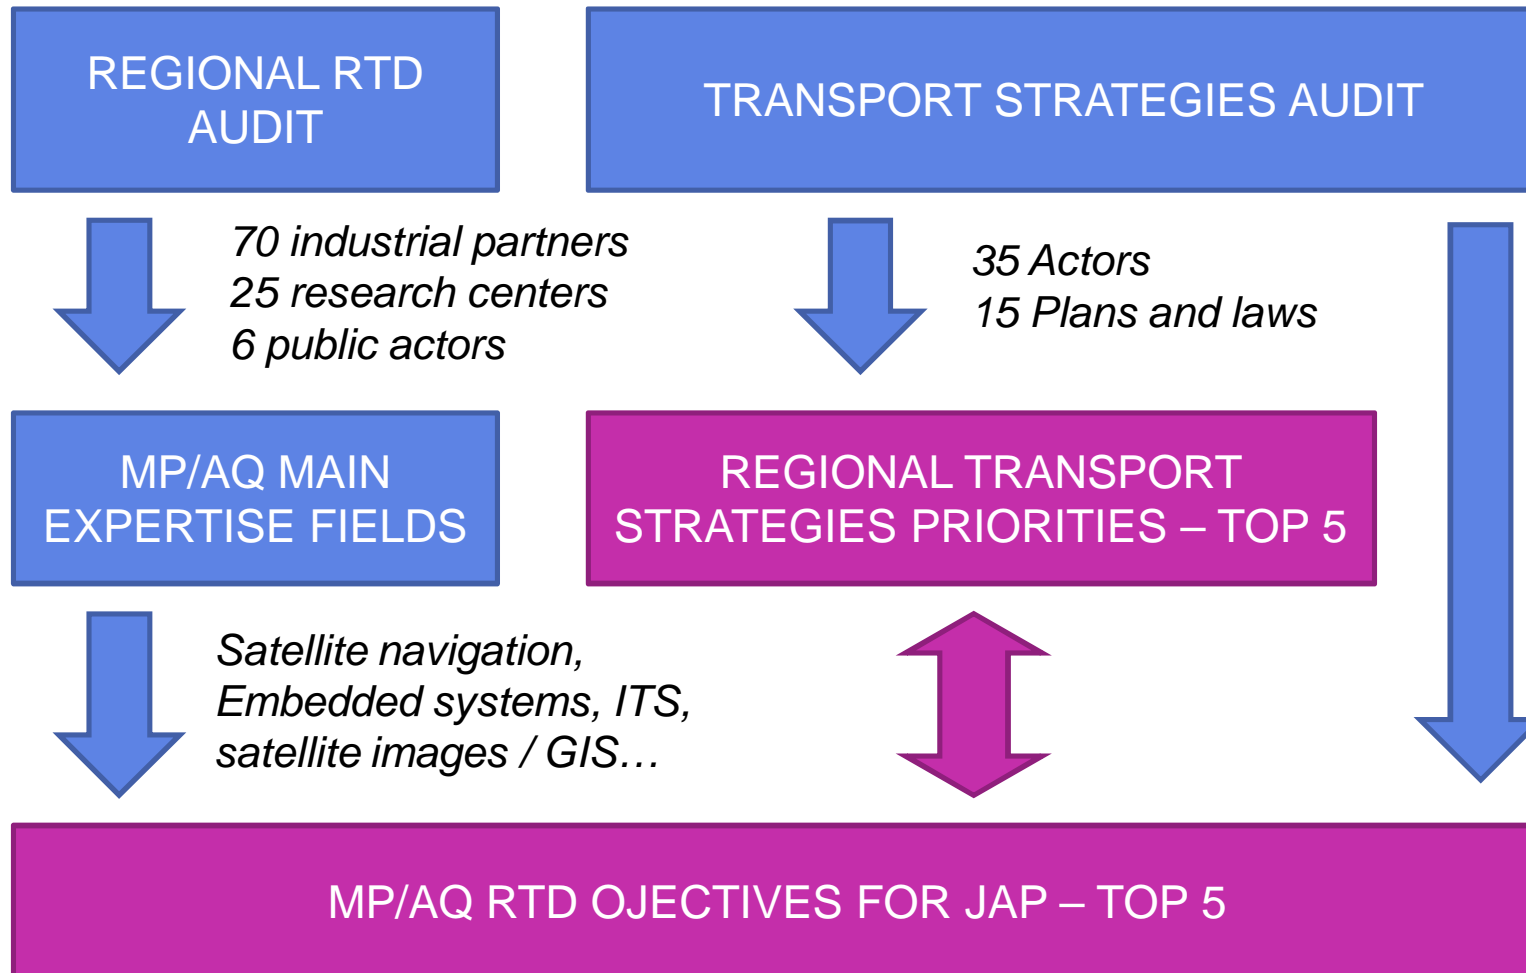 REGIONAL RTD
AUDIT
TRANSPORT STRATEGIES AUDIT
70 industrial partners
25 research centers
6 public actors
35 Actors
15 Plans and laws
MP/AQ MAIN
EXPERTISE FIELDS
REGIONAL TRANSPORT
STRATEGIES PRIORITIES – TOP 5
Satellite navigation,
Embedded systems, ITS,
satellite images / GIS…
MP/AQ RTD OJECTIVES FOR JAP – TOP 5